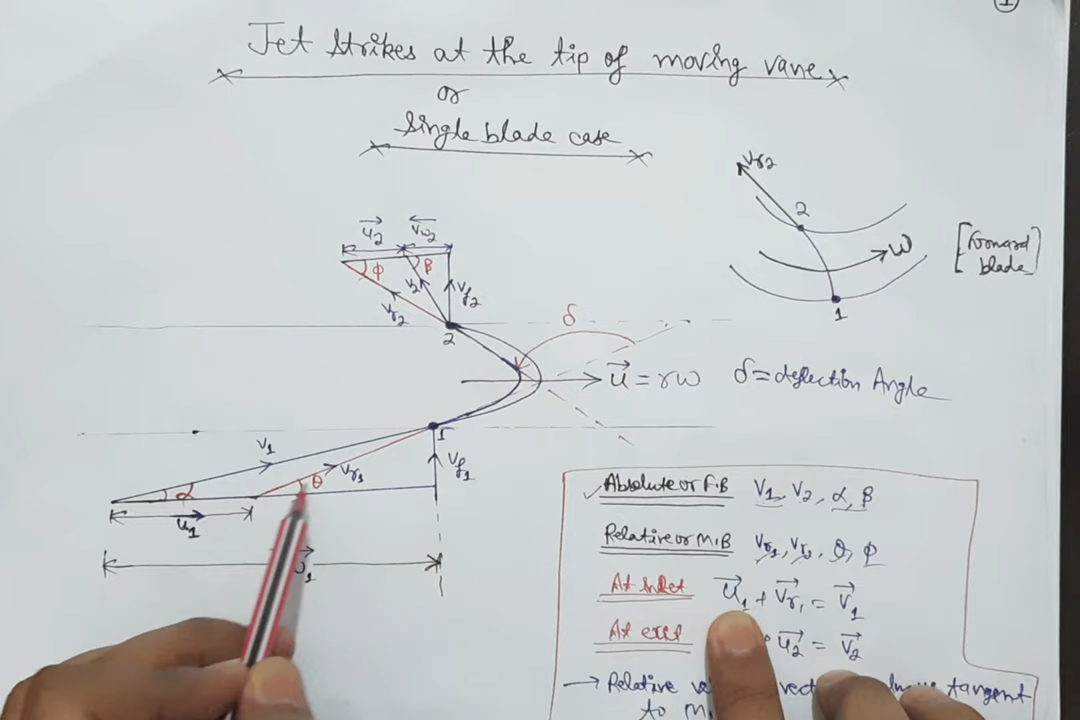 1
Jet strikes at the tip of moving vane
or
Single blade case
Vr2
2
ω
[Forward blade]
1
u2 Vw2
φ β
V2 Vf2
Vr2
2
δ
u = rω
δ = deflection Angle
1
V1
Vr1 Vf1
α θ
u1
Absolute or F.B V1, V2, α, β
Relative or M.B Vr1, Vr2, θ, φ
At inlet u1 + Vr1 = V1
At exit u2 = V2
→ Relative tangent
to